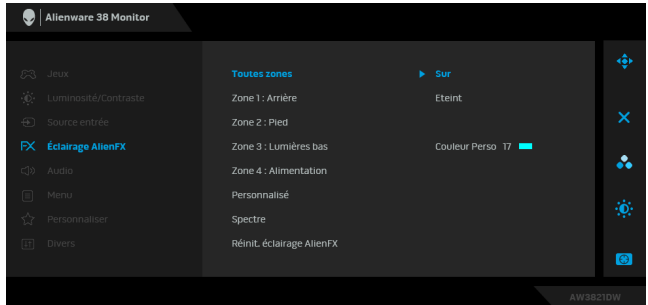 Alienware 38 Monitor
Jeux
Luminosité/Contraste
Source entrée
Éclairage AlienFX
Audio
Menu
Personnaliser
Divers
Toutes zones
Zone 1 : Arrière
Zone 2 : Pied
Zone 3 : Lumières bas
Zone 4 : Alimentation
Personnalisé
Spectre
Réinit. éclairage AlienFX
Sur
Eteint
Couleur Perso 17
AW3821DW